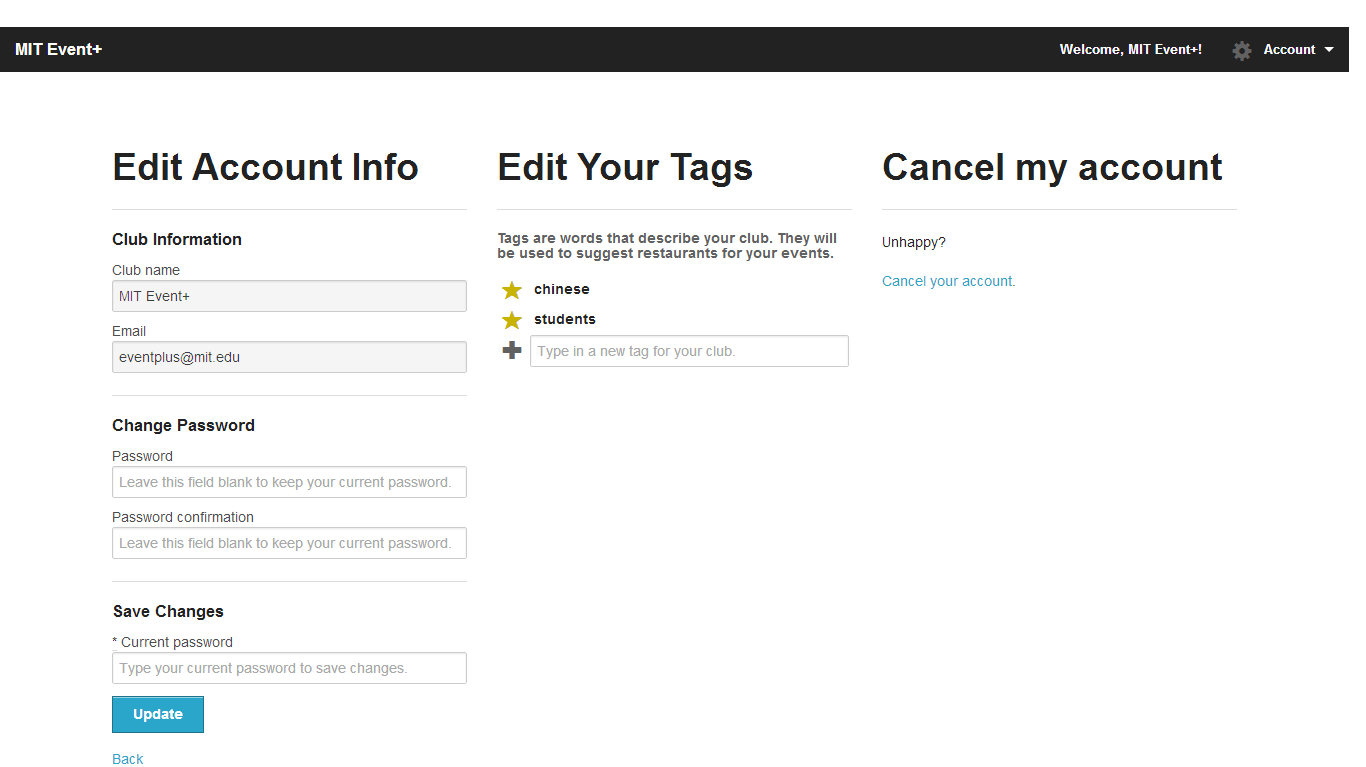 MIT Event+
Welcome, MIT Event+!
Account
Edit Account Info
Club Information
Club name
MIT Event+
Email
eventplus@mit.edu
Change Password
Password
Leave this field blank to keep your current password.
Password confirmation
Leave this field blank to keep your current password.
Save Changes
* Current password
Type your current password to save changes.
Update
Back
Edit Your Tags
Tags are words that describe your club. They will
be used to suggest restaurants for your events.
chinese
students
Type in a new tag for your club.
Cancel my account
Unhappy?
Cancel your account.